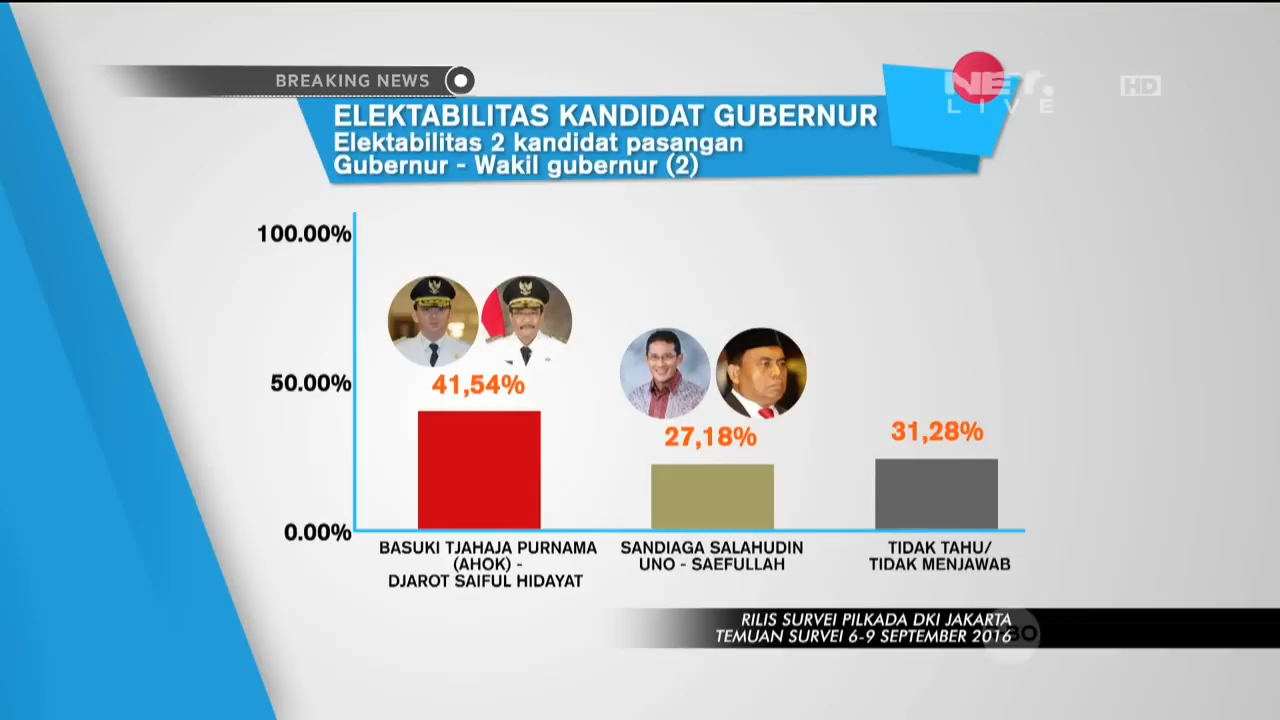 BREAKING NEWS
NET.
LIVE
HD
ELEKTABILITAS KANDIDAT GUBERNUR
Elektabilitas 2 kandidat pasangan
Gubernur - Wakil gubernur (2)
100.00%
50.00%
0.00%
41,54%
27,18%
31,28%
BASUKI TJAHAJA PURNAMA
(AHOK) -
DJAROT SAIFUL HIDAYAT
SANDIAGA SALAHUDIN
UNO - SAEFULLAH
TIDAK TAHU/
TIDAK MENJAWAB
RILIS SURVEI PILKADA DKI JAKARTA
TEMUAN SURVEI 6-9 SEPTEMBER 2016